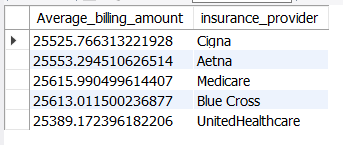 Average_billing_amount insurance_provider
25525.766313221928 Cigna
25553.294510626514 Aetna
25615.990499614407 Medicare
25613.011500236877 Blue Cross
25389.172396182206 UnitedHealthcare